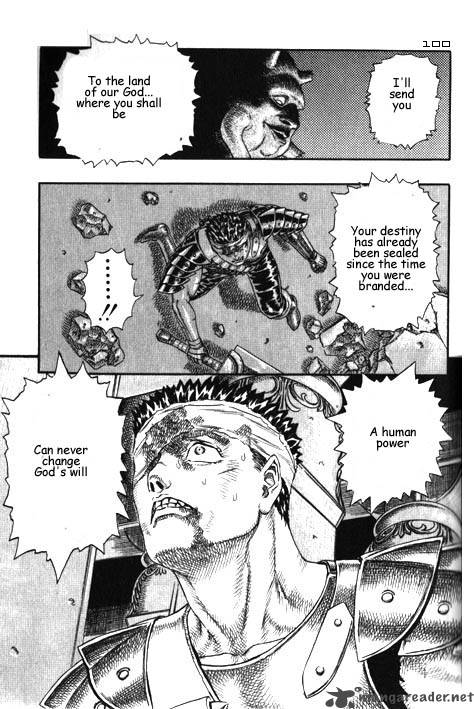 100
I'll
send
you
To the land
of our God...
where you shall
be
Your destiny
has already
been sealed
since the time
you were
branded...
......!!
A human
power
Can never
change
God's will
mangareader.net